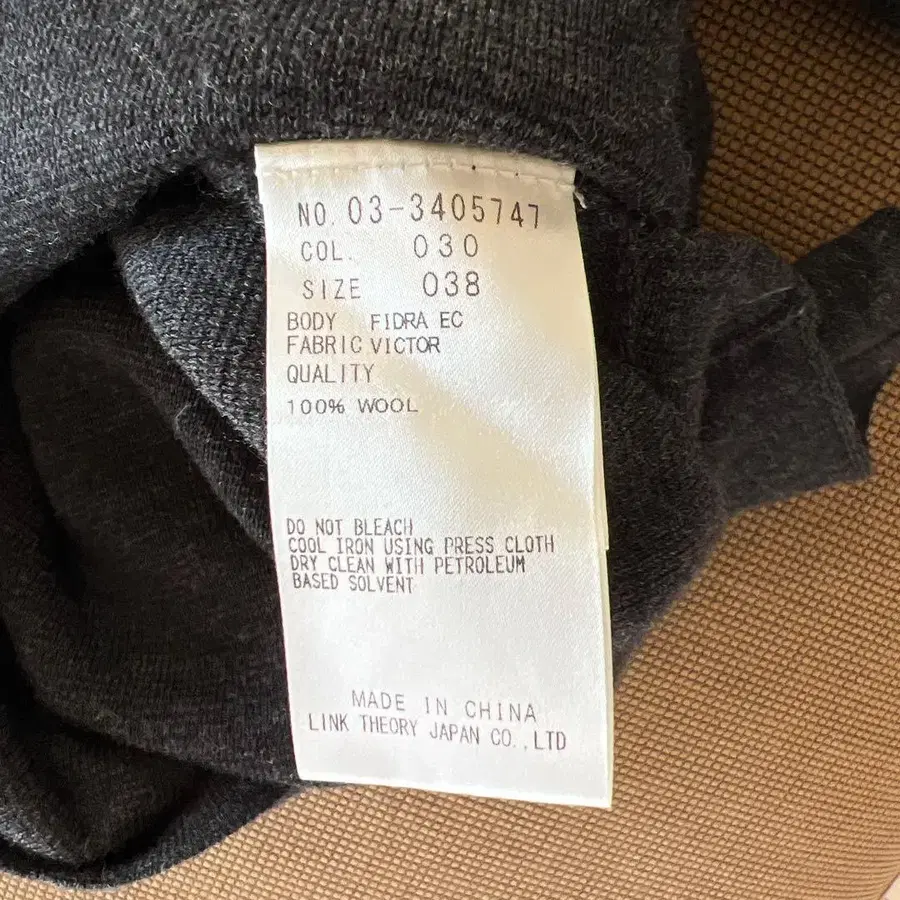 NO. 03-3405747
COL. 030
SIZE 038
BODY FIDRA EC
FABRIC VICTOR
QUALITY
100% WOOL
DO NOT BLEACH
COOL IRON USING PRESS CLOTH
DRY CLEAN WITH PETROLEUM
BASED SOLVENT
MADE IN CHINA
LINK THEORY JAPAN CO.,LTD